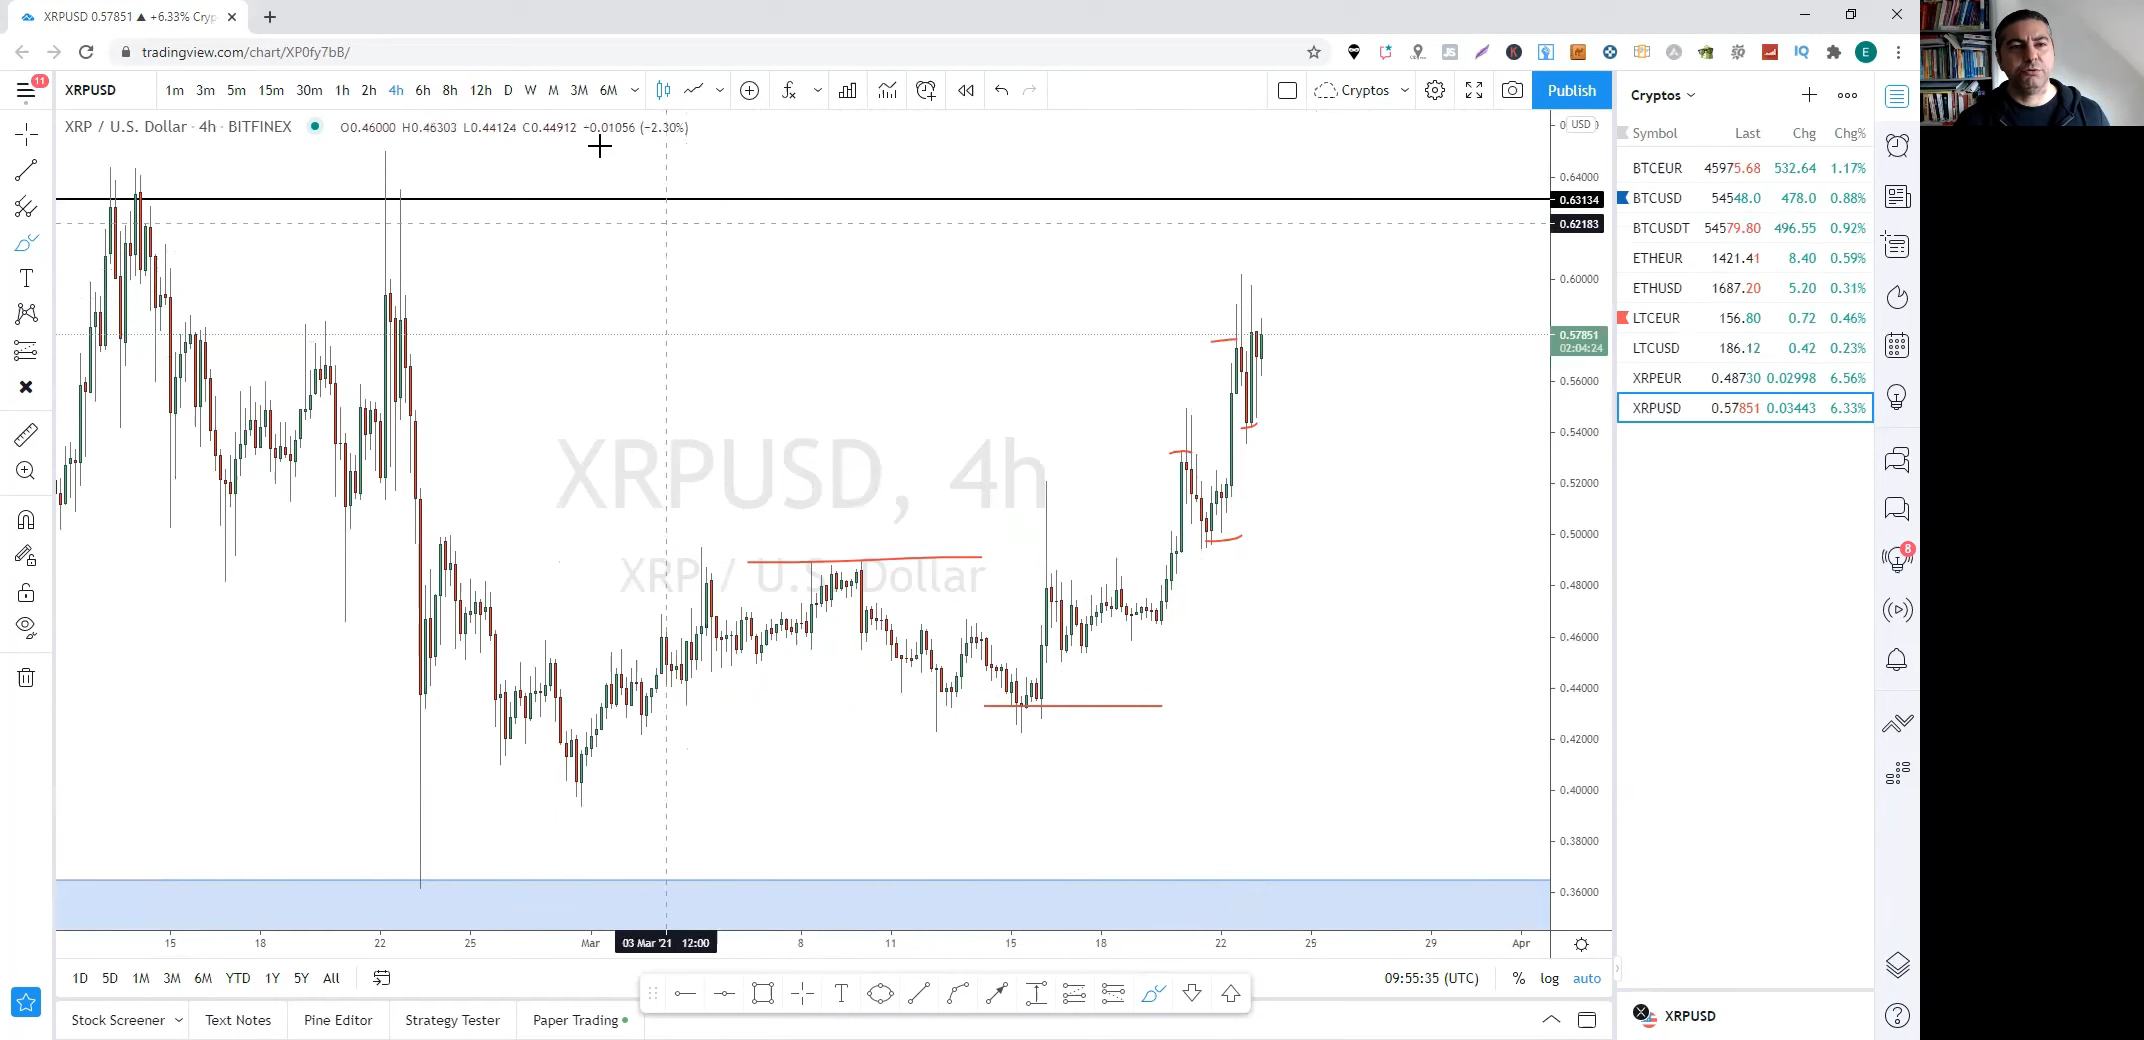 XRPUSD 0.57851 ▲ +6.33% Cryp
tradingview.com/chart/XP0fy7bB/
E
11
XRPUSD
1m 3m 5m 15m 30m 1h 2h 4h 6h 8h 12h D W M 3M 6M
Cryptos
Publish
XRP / U.S. Dollar · 4h · BITFINEX
O0.46000 H0.46303 L0.44124 C0.44912 −0.01056 (−2.30%)
USD
0.64000
0.63134
0.62183
0.60000
0.57851
02:04:24
0.56000
0.54000
0.52000
0.50000
0.48000
0.46000
0.44000
0.42000
0.40000
0.38000
0.36000
XRPUSD, 4h
XRP / U.S. Dollar
15 18 22 25 Mar 03 Mar '21 12:00 8 11 15 18 22 25 29 Apr
1D 5D 1M 3M 6M YTD 1Y 5Y All
09:55:35 (UTC) % log auto
Stock Screener Text Notes Pine Editor Strategy Tester Paper Trading
Cryptos
Symbol Last Chg Chg%
BTCEUR 45975.68 532.64 1.17%
BTCUSD 54548.0 478.0 0.88%
BTCUSDT 54579.80 496.55 0.92%
ETHEUR 1421.41 8.40 0.59%
ETHUSD 1687.20 5.20 0.31%
LTCEUR 156.80 0.72 0.46%
LTCUSD 186.12 0.42 0.23%
XRPEUR 0.48730 0.02998 6.56%
XRPUSD 0.57851 0.03443 6.33%
8
XRPUSD